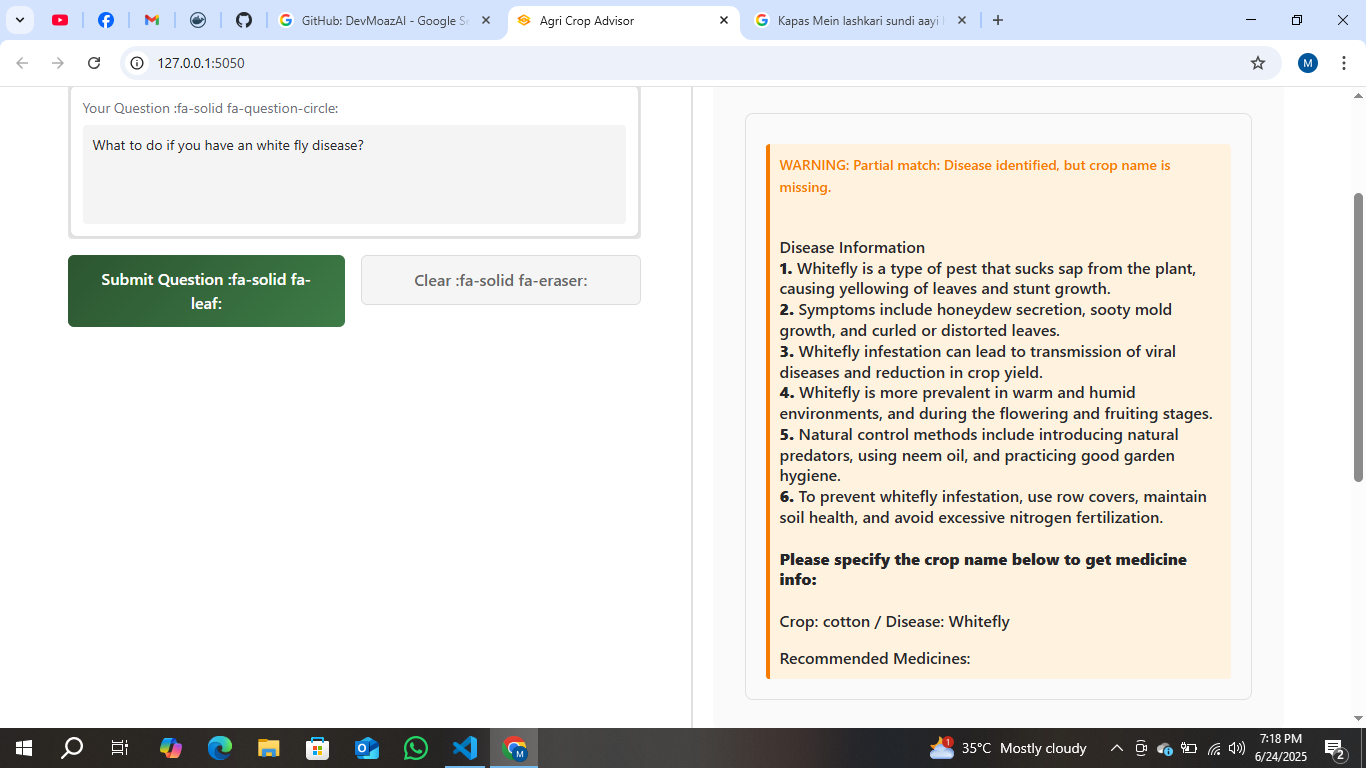 GitHub: DevMoazAI - Google Se
Agri Crop Advisor
Kapas Mein lashkari sundi aayi
127.0.0.1:5050
M
Your Question :fa-solid fa-question-circle:
What to do if you have an white fly disease?
Submit Question :fa-solid fa-
leaf:
Clear :fa-solid fa-eraser:
WARNING: Partial match: Disease identified, but crop name is
missing.
Disease Information
1. Whitefly is a type of pest that sucks sap from the plant,
causing yellowing of leaves and stunt growth.
2. Symptoms include honeydew secretion, sooty mold
growth, and curled or distorted leaves.
3. Whitefly infestation can lead to transmission of viral
diseases and reduction in crop yield.
4. Whitefly is more prevalent in warm and humid
environments, and during the flowering and fruiting stages.
5. Natural control methods include introducing natural
predators, using neem oil, and practicing good garden
hygiene.
6. To prevent whitefly infestation, use row covers, maintain
soil health, and avoid excessive nitrogen fertilization.
Please specify the crop name below to get medicine
info:
Crop: cotton / Disease: Whitefly
Recommended Medicines:
M
1
35°C Mostly cloudy
7:18 PM
6/24/2025
2